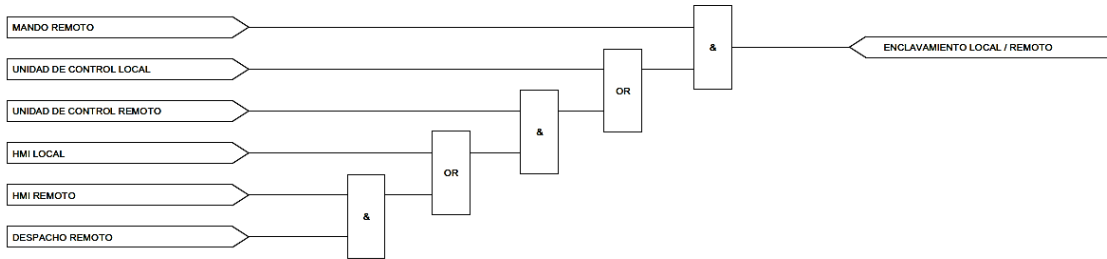 MANDO REMOTO
&
ENCLAVAMIENTO LOCAL / REMOTO
UNIDAD DE CONTROL LOCAL
OR
UNIDAD DE CONTROL REMOTO
&
HMI LOCAL
OR
HMI REMOTO
&
DESPACHO REMOTO